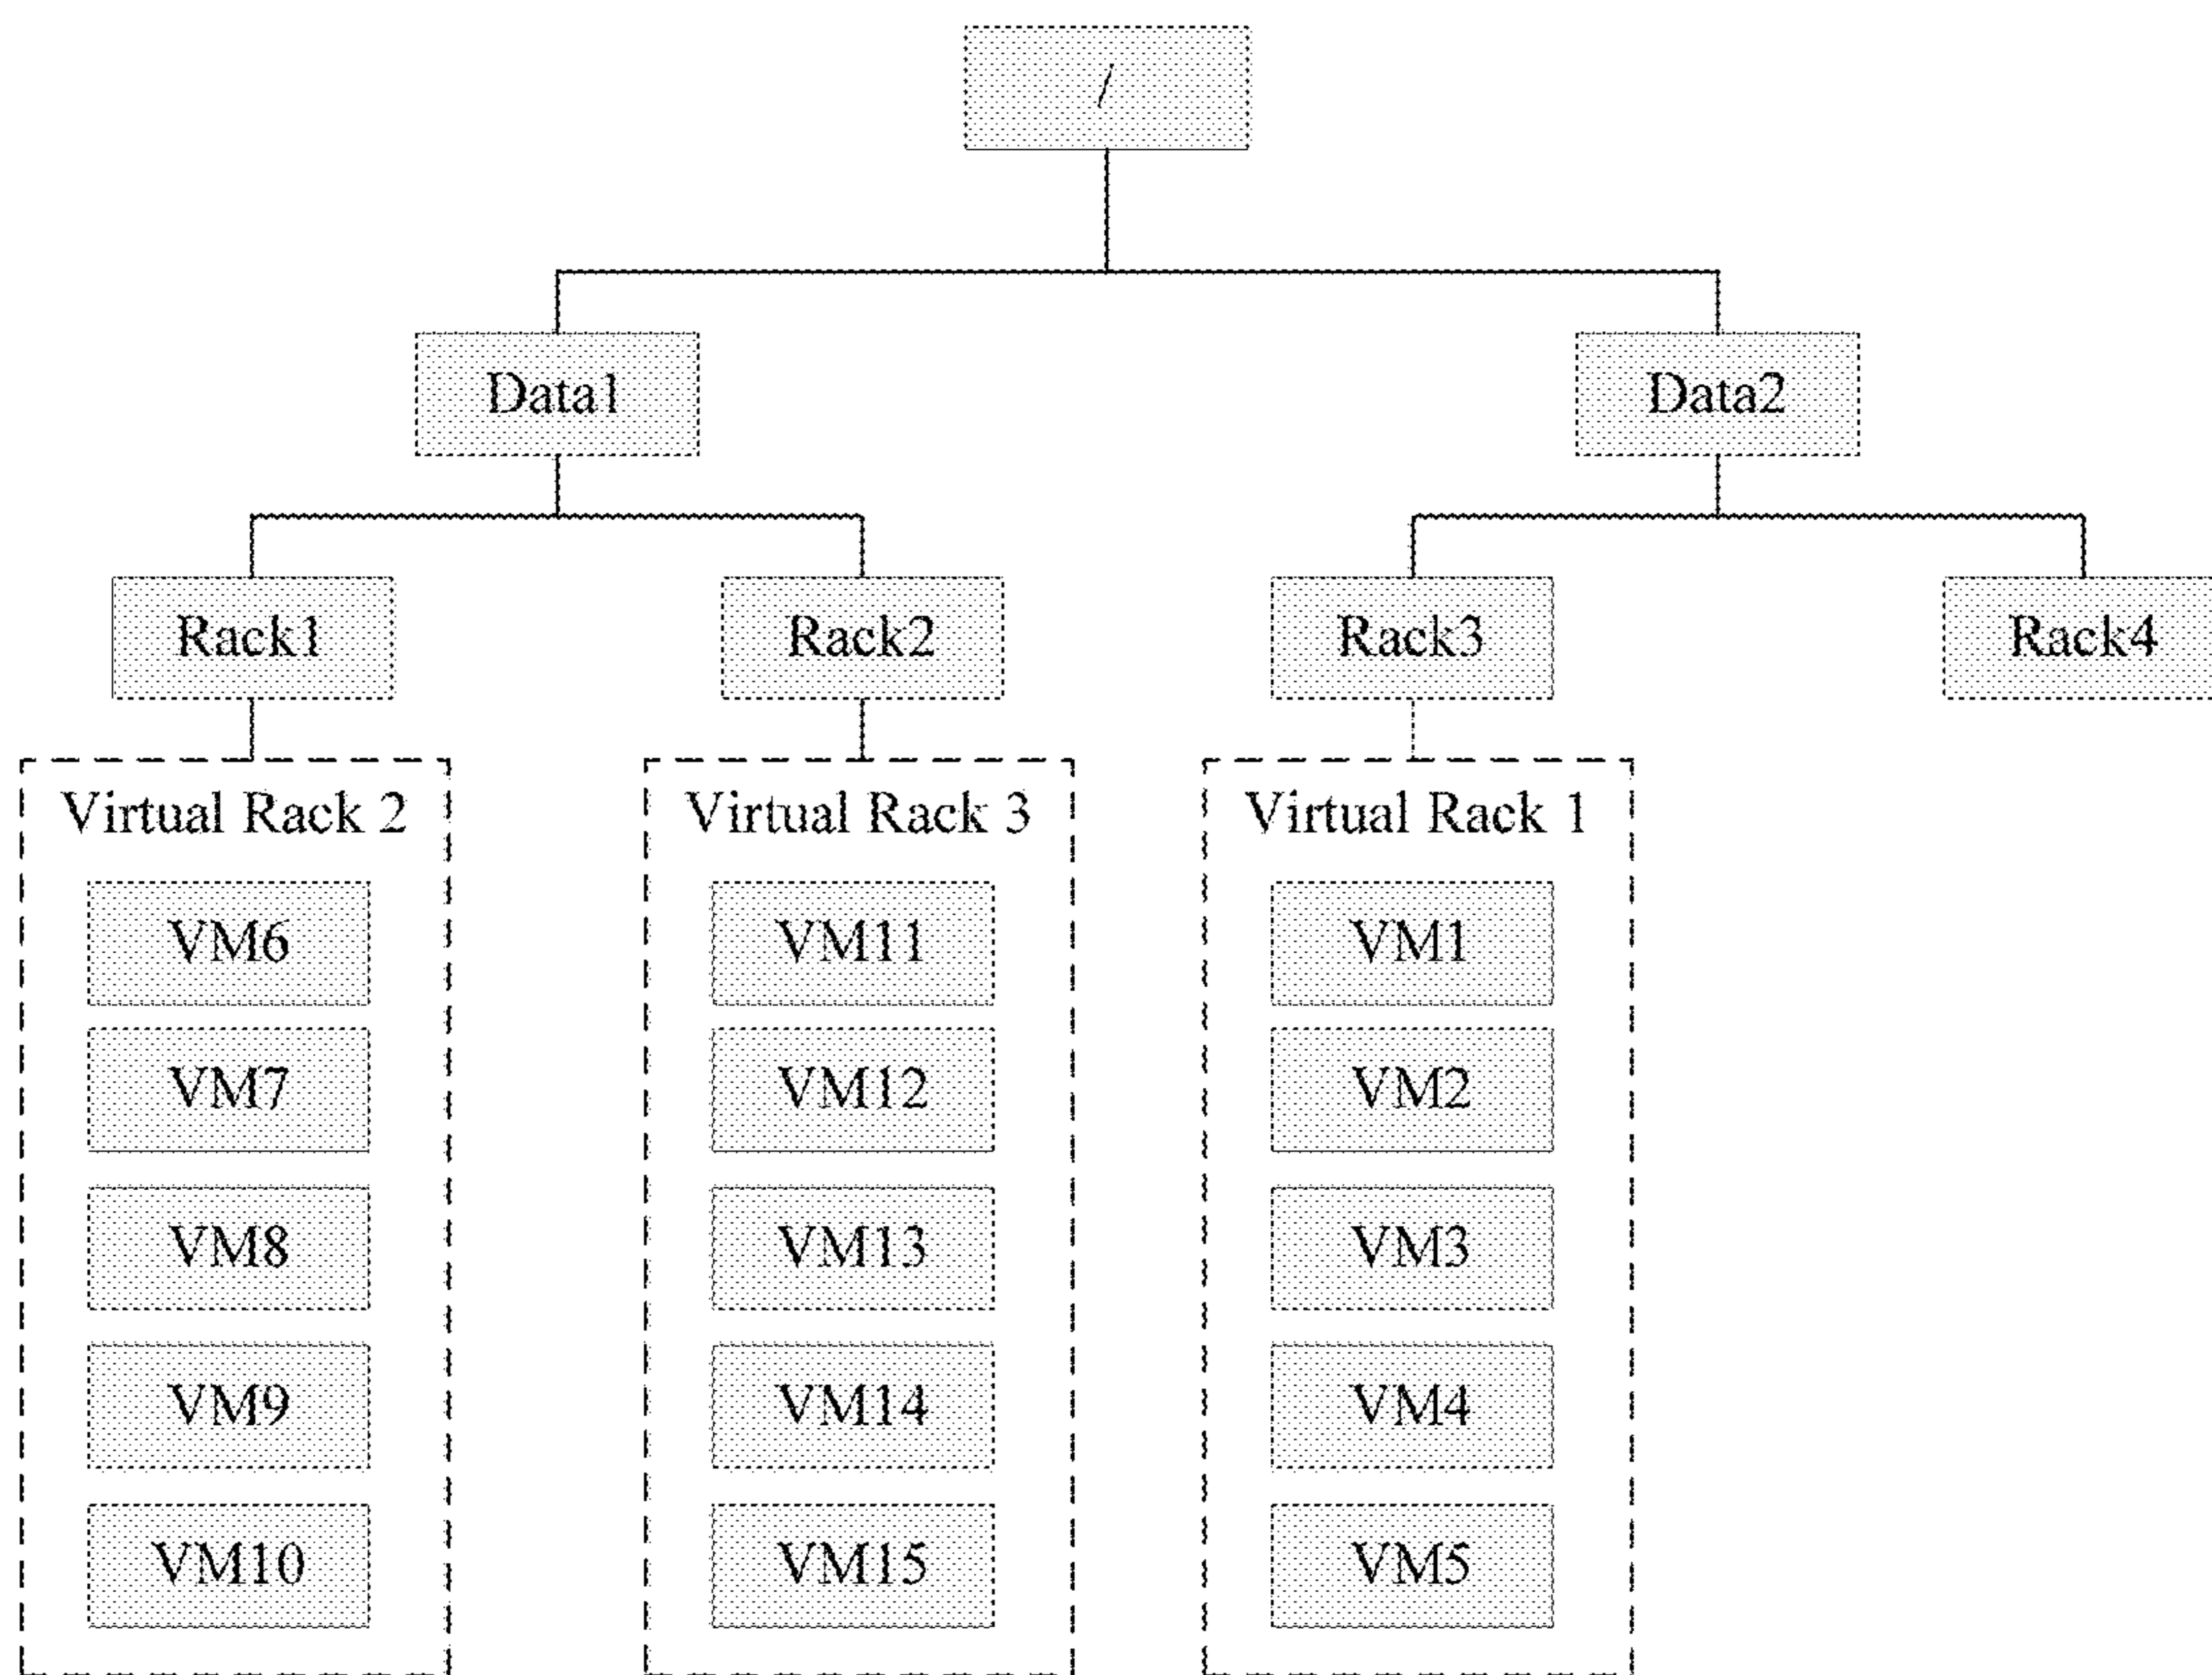 /
Data1
Data2
Rack1
Rack2
Rack3
Rack4
Virtual Rack 2
VM6
VM7
VM8
VM9
VM10
Virtual Rack 3
VM11
VM12
VM13
VM14
VM15
Virtual Rack 1
VM1
VM2
VM3
VM4
VM5